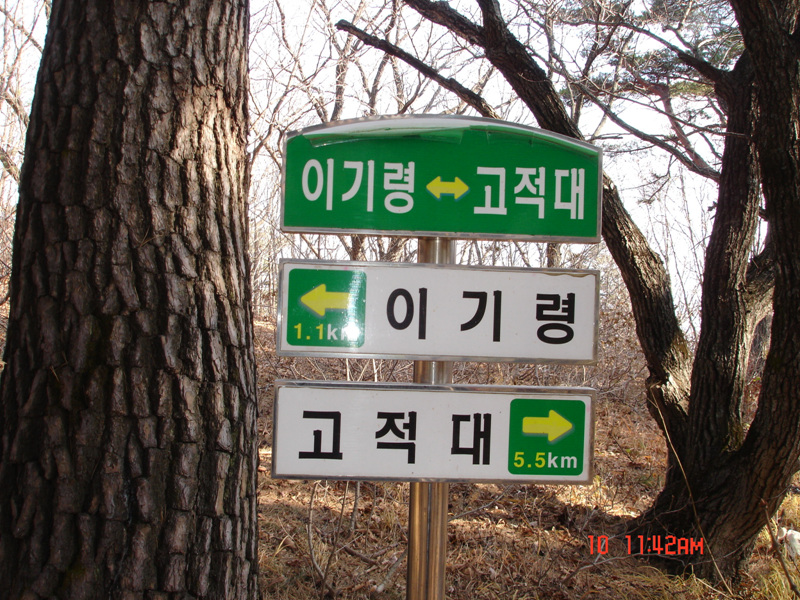 이기령 ↔ 고적대
← 1.1km 이기령
고적대 → 5.5km
10 11:42AM